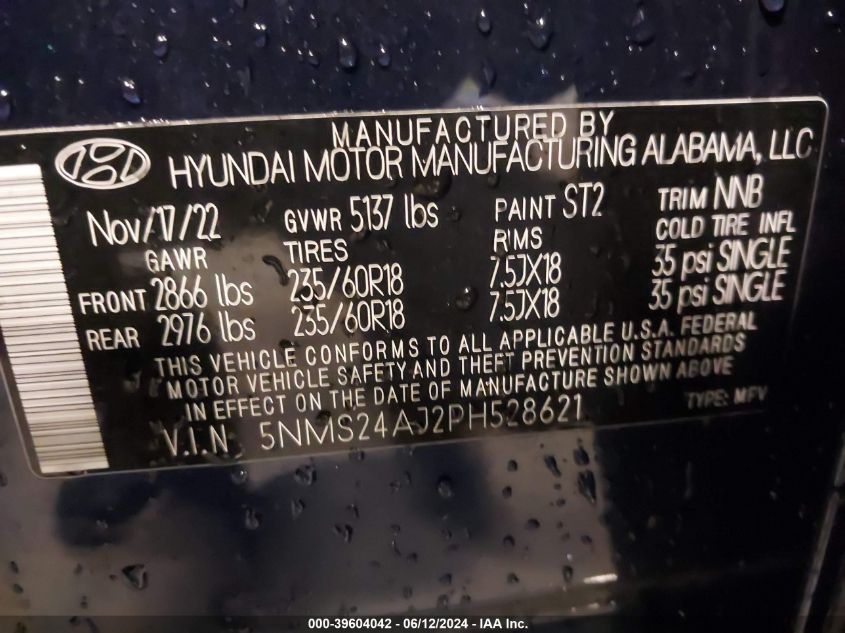 MANUFACTURED BY
HYUNDAI MOTOR MANUFACTURING ALABAMA, LLC
Nov/17/22 GVWR 5137 lbs PAINT ST2 TRIM NNB
GAWR TIRES RIMS COLD TIRE INFL
FRONT 2866 lbs 235/60R18 7.5JX18 35 psi SINGLE
REAR 2976 lbs 235/60R18 7.5JX18 35 psi SINGLE
THIS VEHICLE CONFORMS TO ALL APPLICABLE U.S.A. FEDERAL
MOTOR VEHICLE SAFETY AND THEFT PREVENTION STANDARDS
IN EFFECT ON THE DATE OF MANUFACTURE SHOWN ABOVE
V.I.N. 5NMS24AJ2PH528621 TYPE: MPV
000-39604042 - 06/12/2024 - IAA Inc.